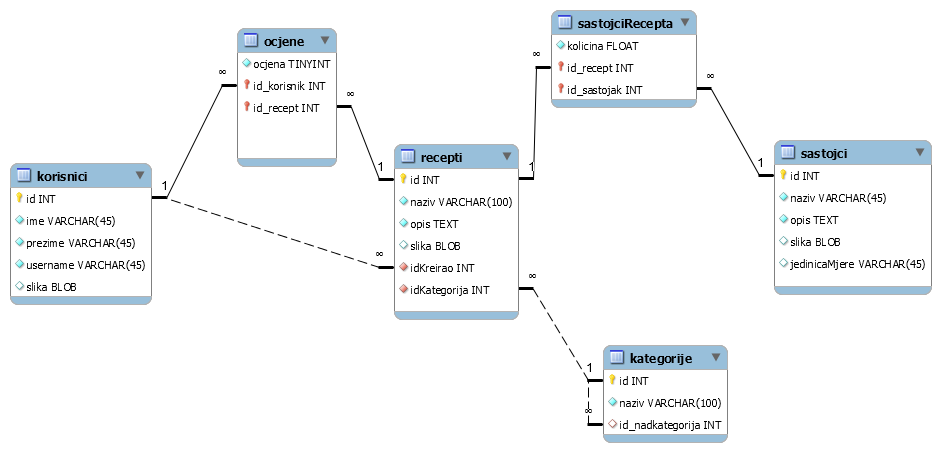 ocjene
ocjena TINYINT
id_korisnik INT
id_recept INT
sastojciRecepta
kolicina FLOAT
id_recept INT
id_sastojak INT
korisnici
id INT
ime VARCHAR(45)
prezime VARCHAR(45)
username VARCHAR(45)
slika BLOB
recepti
id INT
naziv VARCHAR(100)
opis TEXT
slika BLOB
idKreirao INT
idKategorija INT
sastojci
id INT
naziv VARCHAR(45)
opis TEXT
slika BLOB
jedinicaMjere VARCHAR(45)
kategorije
id INT
naziv VARCHAR(100)
id_nadkategorija INT
∞
1
∞
1
∞
1
∞
1
∞
∞
1
∞